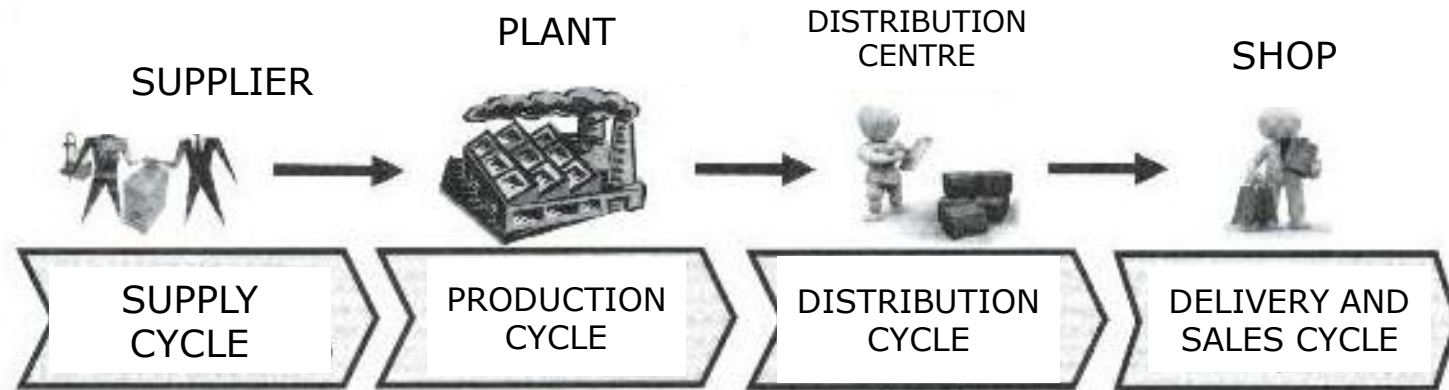 SUPPLIER
PLANT
DISTRIBUTION
CENTRE
SHOP
SUPPLY
CYCLE
PRODUCTION
CYCLE
DISTRIBUTION
CYCLE
DELIVERY AND
SALES CYCLE